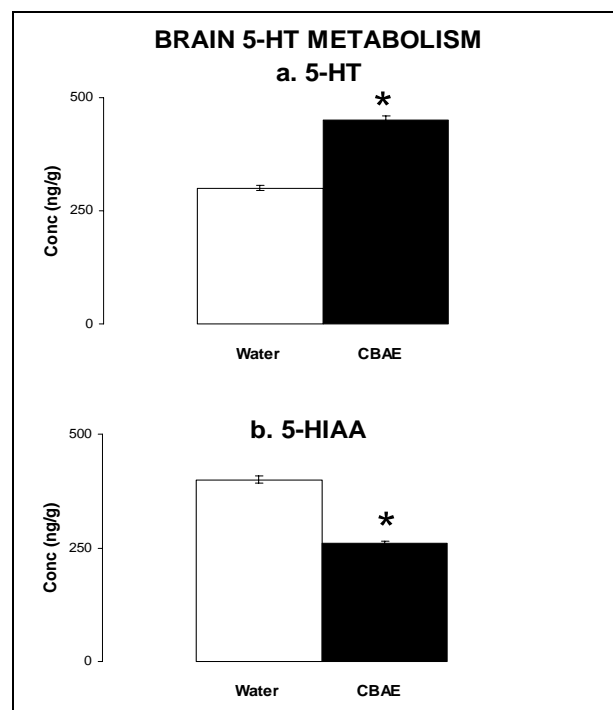 BRAIN 5-HT METABOLISM
a. 5-HT
500
*
Conc (ng/g)
250
0
Water CBAE
b. 5-HIAA
500
*
Conc (ng/g)
250
0
Water CBAE